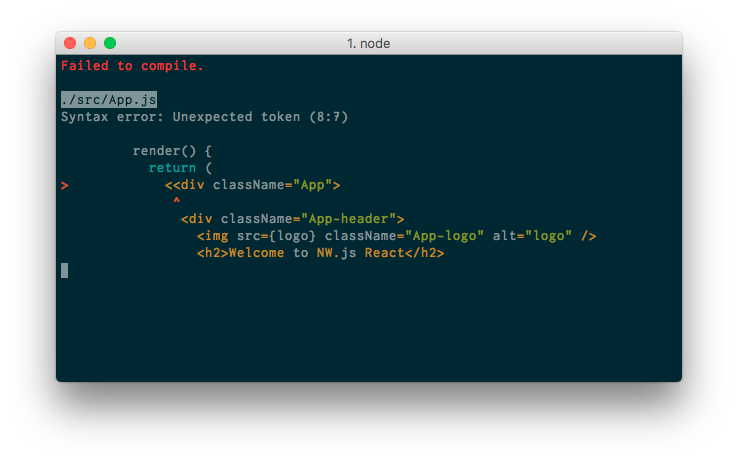 1. node
Failed to compile.
./src/App.js
Syntax error: Unexpected token (8:7)
render() {
return (
> <<div className="App">
^
<div className="App-header">
<img src={logo} className="App-logo" alt="logo" />
<h2>Welcome to NW.js React</h2>